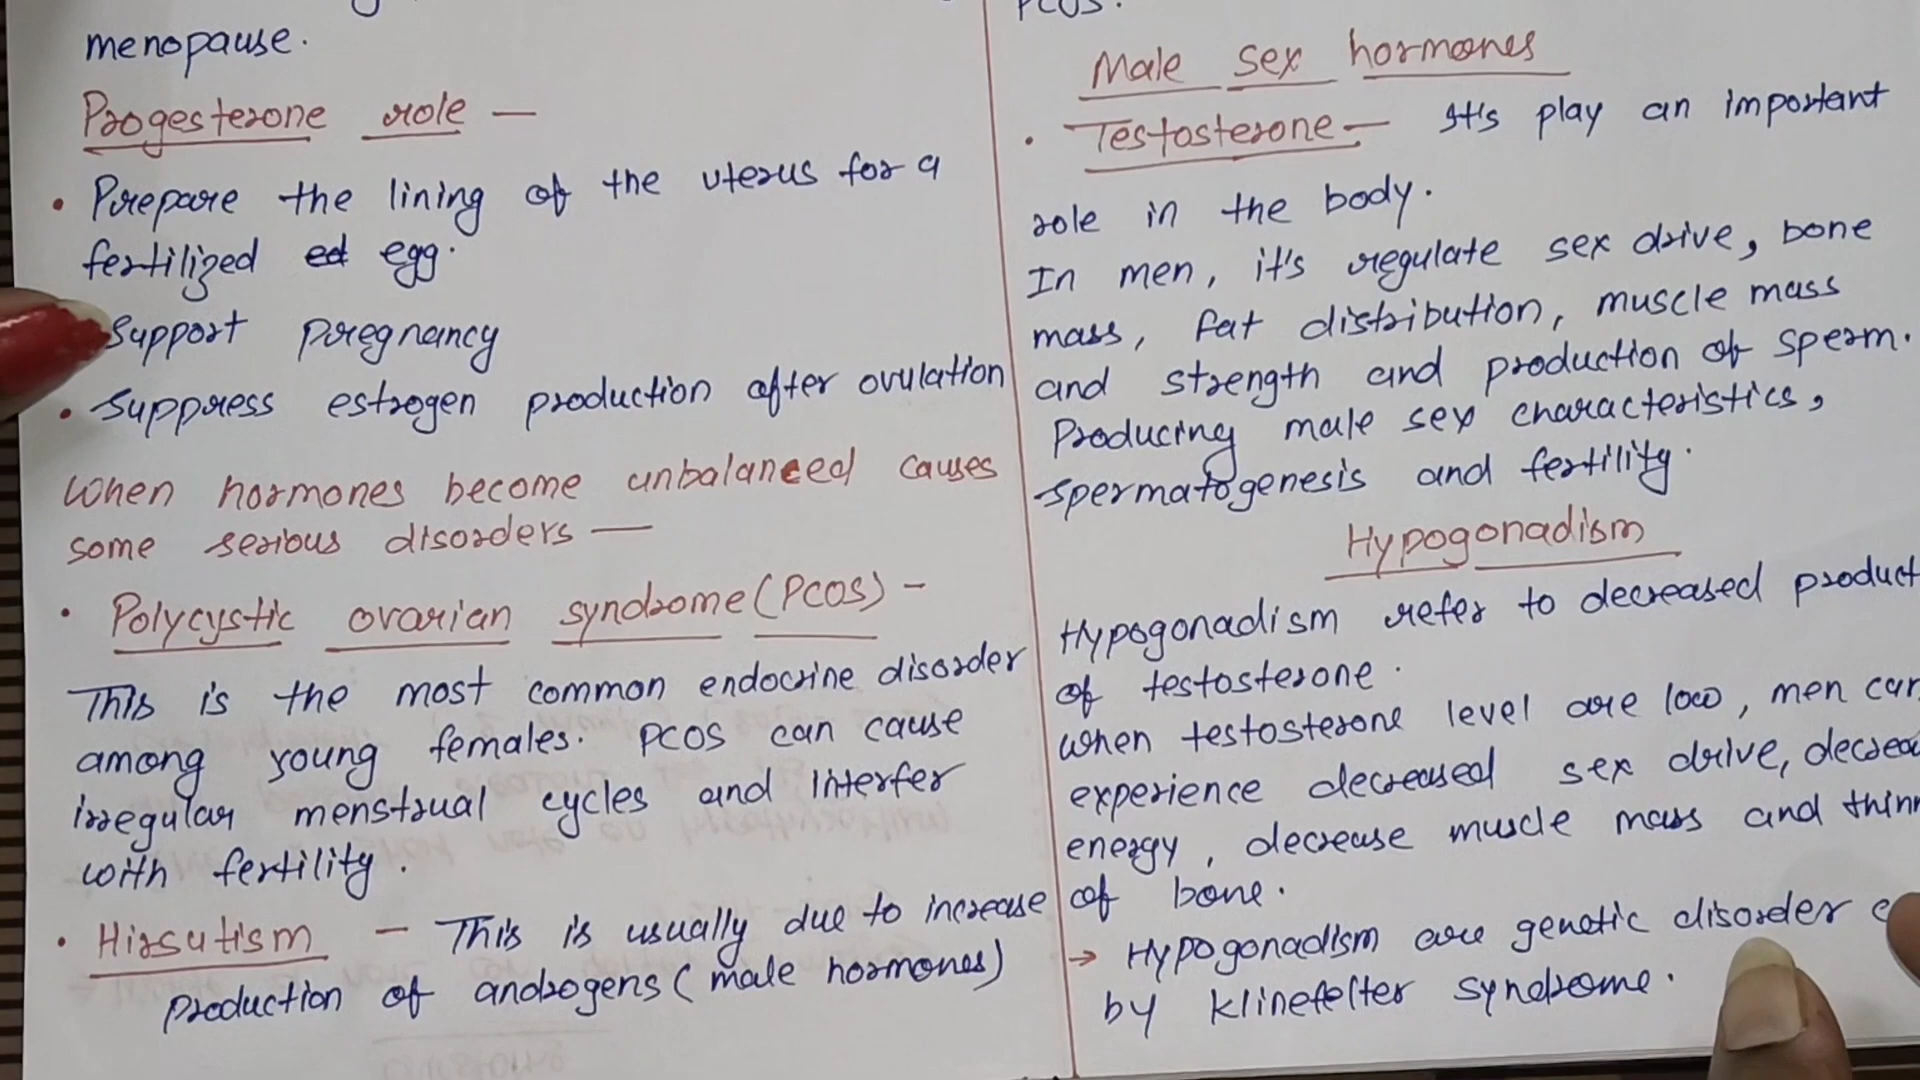 menopause.
Progesterone role —
• Prepare the lining of the uterus for a
fertilized egg.
Support pregnancy
• Suppress estrogen production after ovulation
When hormones become unbalanced causes
some serious disorders —
• Polycystic ovarian syndrome (PCOS) -
This is the most common endocrine disorder
among young females. PCOS can cause
irregular menstrual cycles and interfer
with fertility.
• Hirsutism — This is usually due to increase
production of androgens (male hormones)
PCOS.
Male sex hormones
• Testosterone — It's play an important
role in the body.
In men, it's regulate sex drive, bone
mass, fat distribution, muscle mass
and strength and production of sperm.
Producing male sex characteristics,
spermatogenesis and fertility.
Hypogonadism
Hypogonadism refer to decreased product
of testosterone.
when testosterone level are low, men can
experience decreased sex drive, decrea
energy, decrease muscle mass and thinn
of bone.
→ Hypogonadism are genetic disorder
by Klinefelter syndrome.